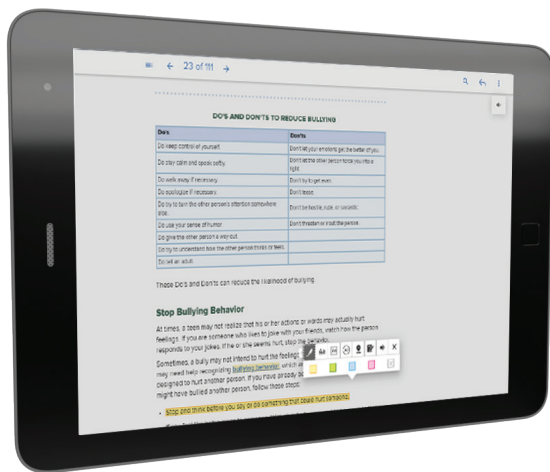 23 of 111
DO'S AND DON'TS TO REDUCE BULLYING
Do's
Don'ts
Do keep control of yourself.
Don't let your emotions get the better of you.
Do stay calm and speak softly.
Don't let the other person force you into a
fight.
Do walk away if necessary.
Don't try to get even.
Do apologize if necessary.
Don't tease.
Do try to turn the other person's attention somewhere
else.
Don't be hostile, rude, or sarcastic.
Do use your sense of humor.
Don't threaten or insult the person.
Do give the other person a way out.
Do try to understand how the other person thinks or feels.
Do tell an adult.
These Do's and Don'ts can reduce the likelihood of bullying.
Stop Bullying Behavior
At times, a teen may not realize that his or her actions or words may actually hurt
feelings. If you are someone who likes to joke with your friends, watch how the person
responds to your jokes. If he or she seems hurt, stop the behavior.
Sometimes, a bully may not intend to hurt the feelings
may need help recognizing bullying behavior, which
designed to hurt another person. If you have already
might have bullied another person, follow these steps:
• Stop and think before you say or do something that could hurt someone.